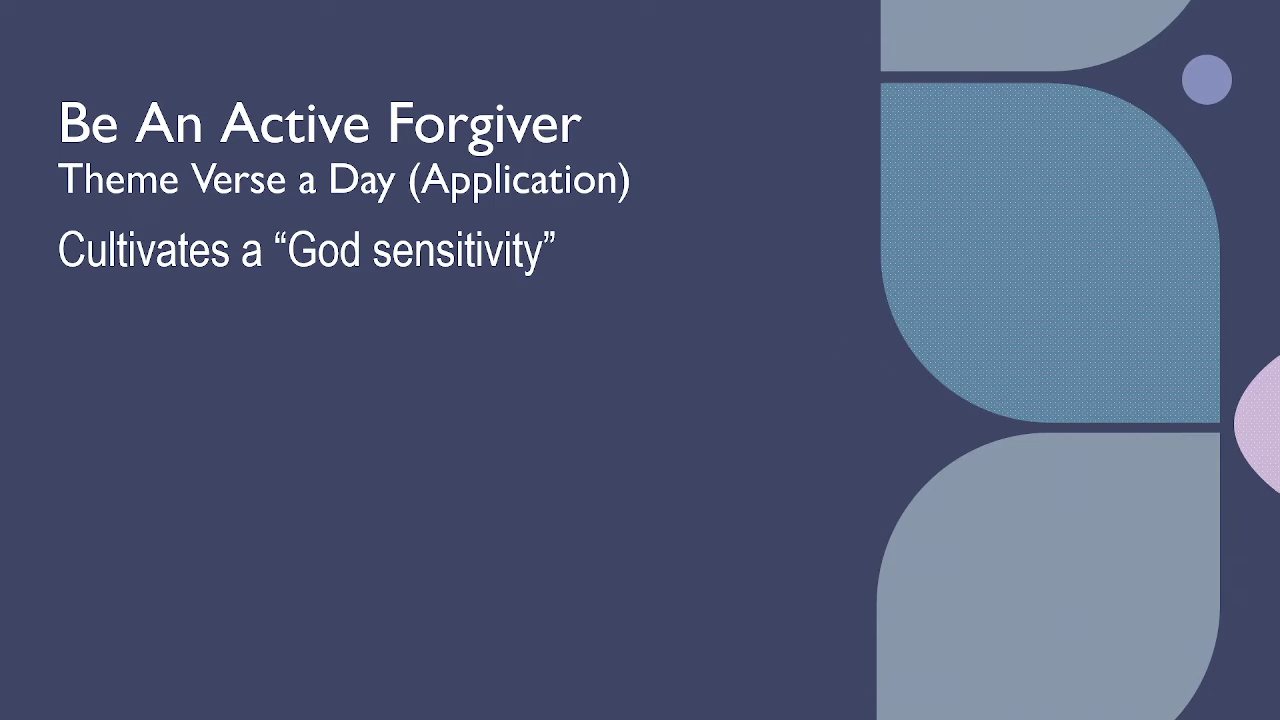 Be An Active Forgiver
Theme Verse a Day (Application)
Cultivates a “God sensitivity”